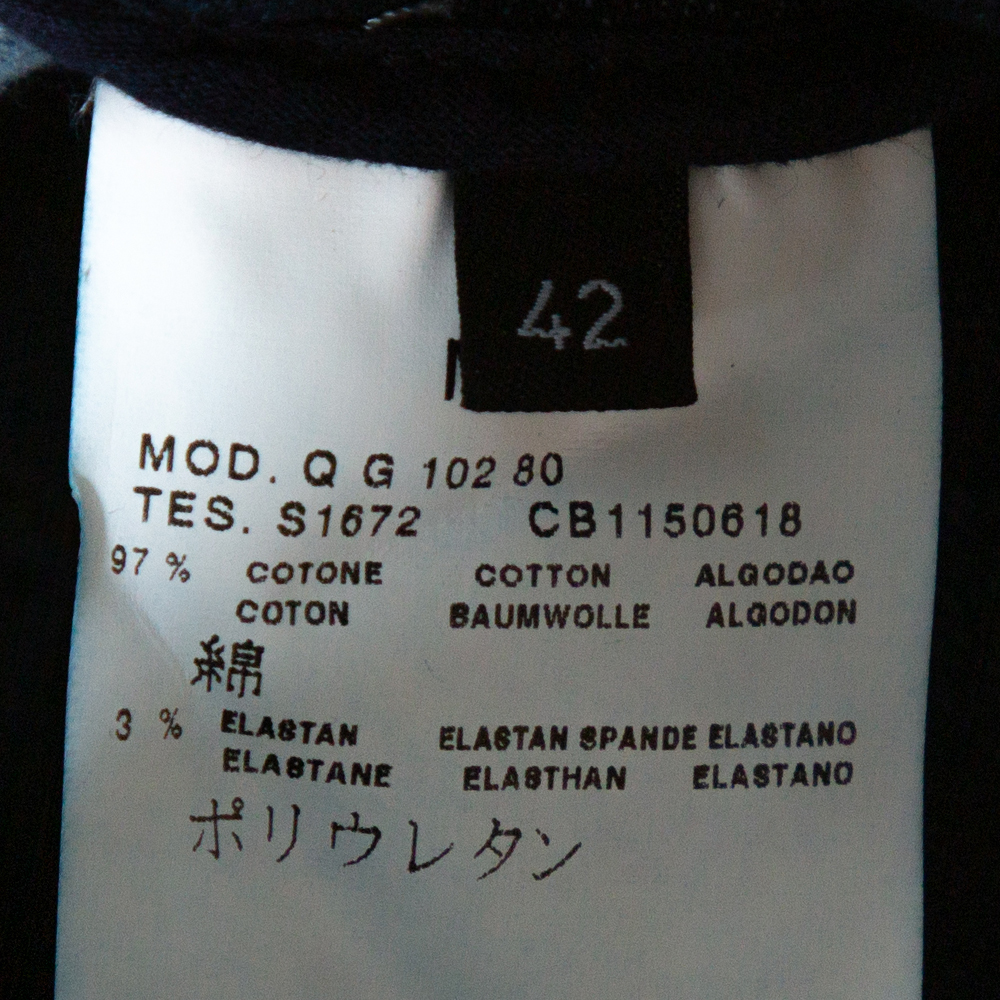 42
MOD. Q G 102 80
TES. S1672 CB1150618
97 % COTONE COTTON ALGODAO
COTON BAUMWOLLE ALGODON
綿
3 % ELASTAN ELASTAN SPANDE ELASTANO
ELASTANE ELASTHAN ELASTANO
ポリウレタン